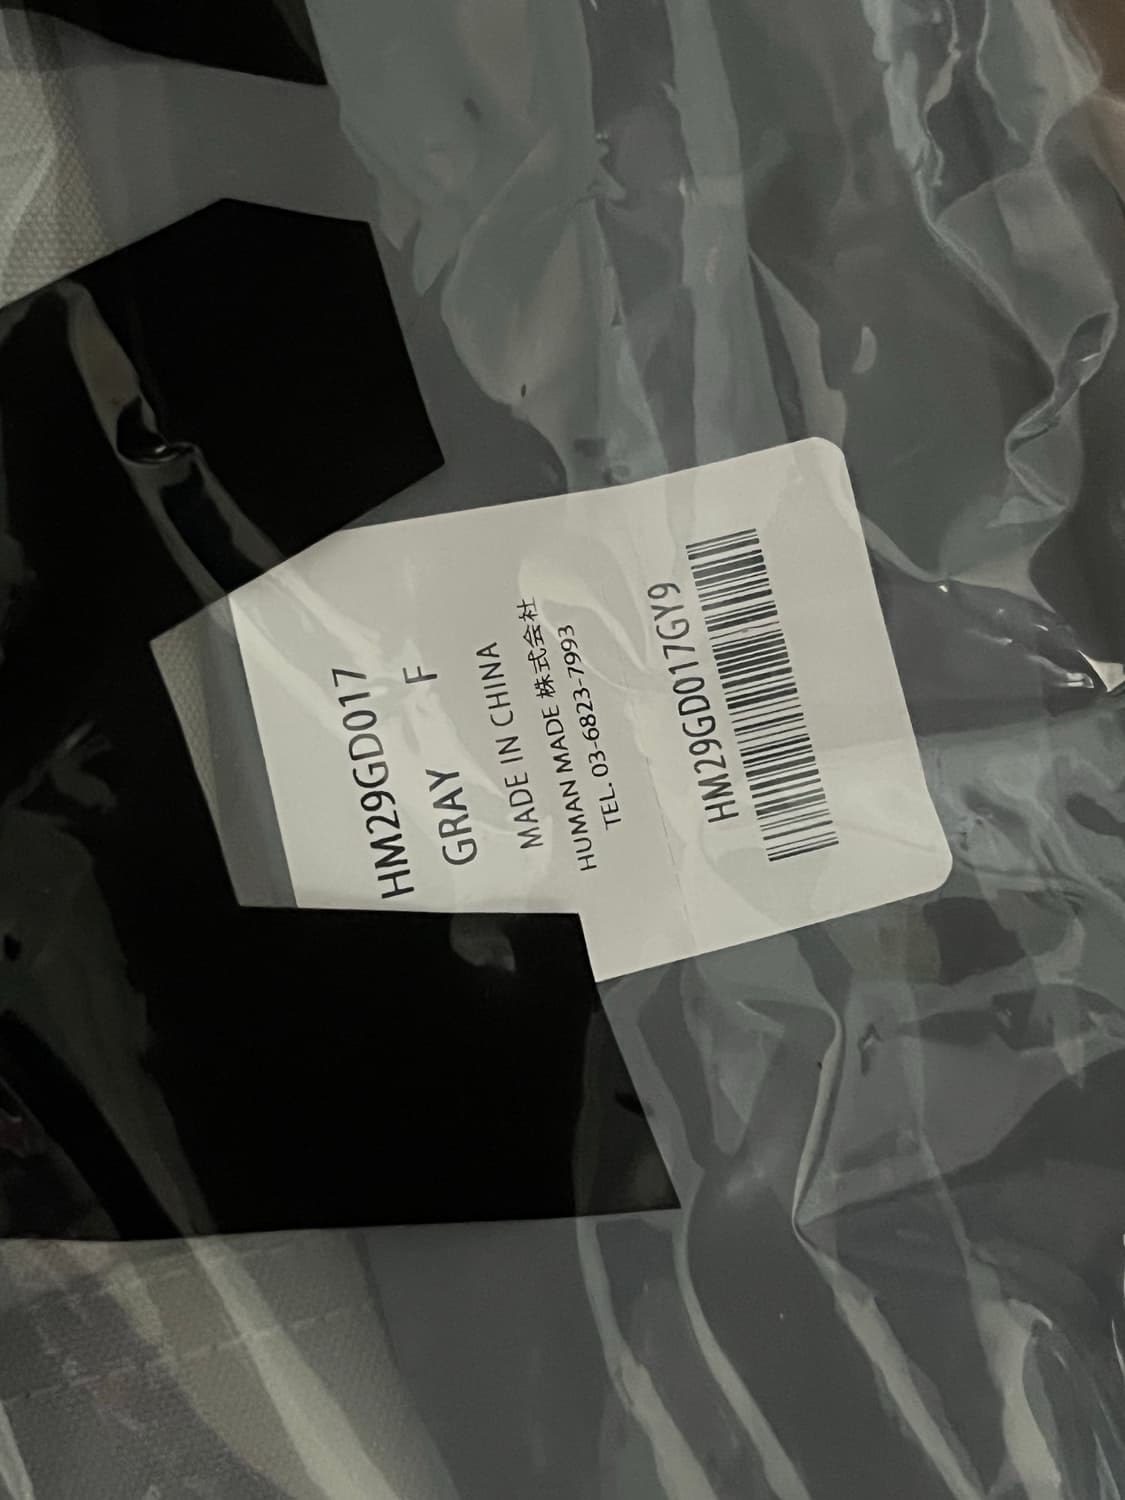 HM29GD017
GRAY F
MADE IN CHINA
HUMAN MADE 株式会社
TEL. 03-6823-7993
HM29GD017GY9